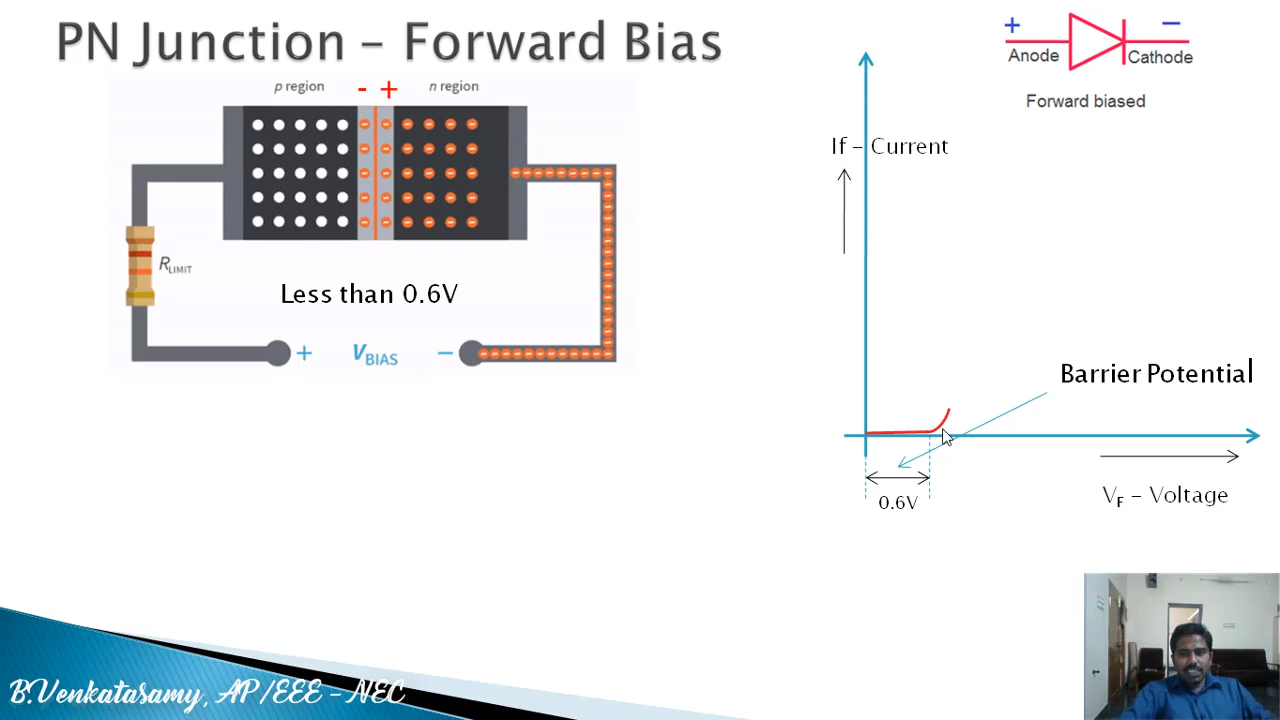 PN Junction – Forward Bias
p region - + n region
R LIMIT
Less than 0.6V
+ VBIAS −
+ −
Anode Cathode
Forward biased
If – Current
Barrier Potential
0.6V
VF – Voltage
B.Venkatasamy, AP/EEE - NEC